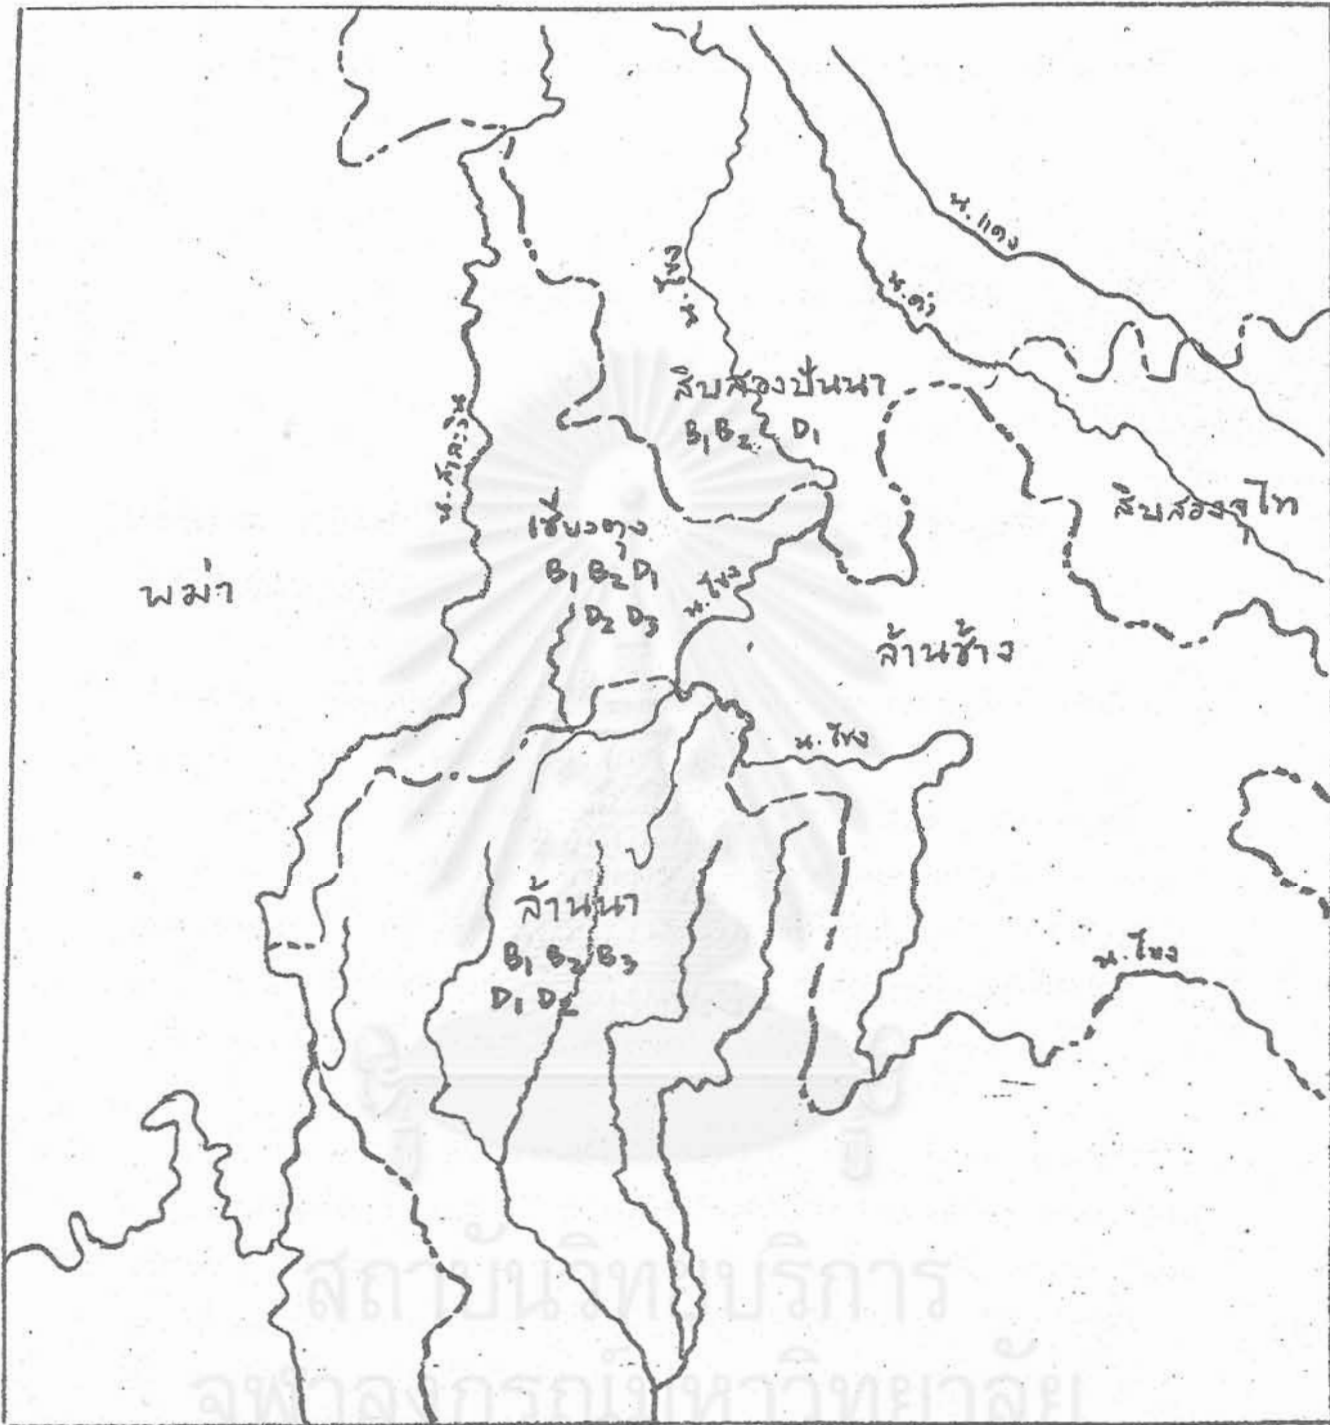 น.แดง
น.โขง
น.ดำ
สิบสองปันนา
B₁ B₂ D₁
น.สาละวิน
สิบสองจุไท
เชียงตุง
B₁ B₂ D₁
D₂ D₃
น.โขง
พม่า
ล้านช้าง
น.โขง
ล้านนา
B₁ B₂ B₃
D₁ D₂
น.โขง
สถาบันวิทยบริการ
จุฬาลงกรณ์มหาวิทยาลัย